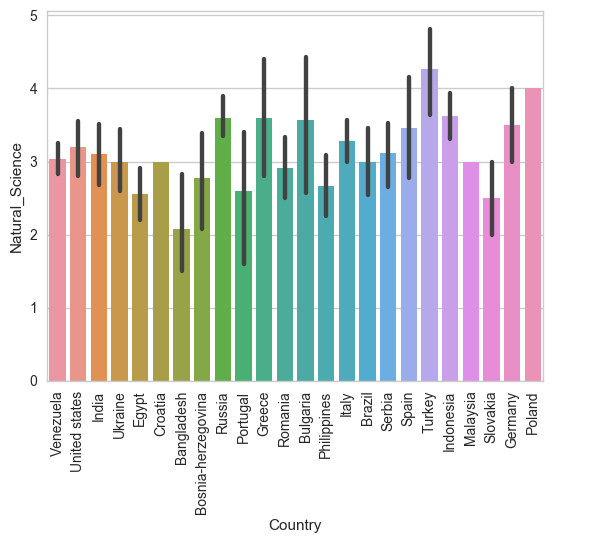 5
4
3
2
1
0
Natural_Science
Venezuela
United states
India
Ukraine
Egypt
Croatia
Bangladesh
Bosnia-herzegovina
Russia
Portugal
Greece
Romania
Bulgaria
Philippines
Italy
Brazil
Serbia
Spain
Turkey
Indonesia
Malaysia
Slovakia
Germany
Poland
Country